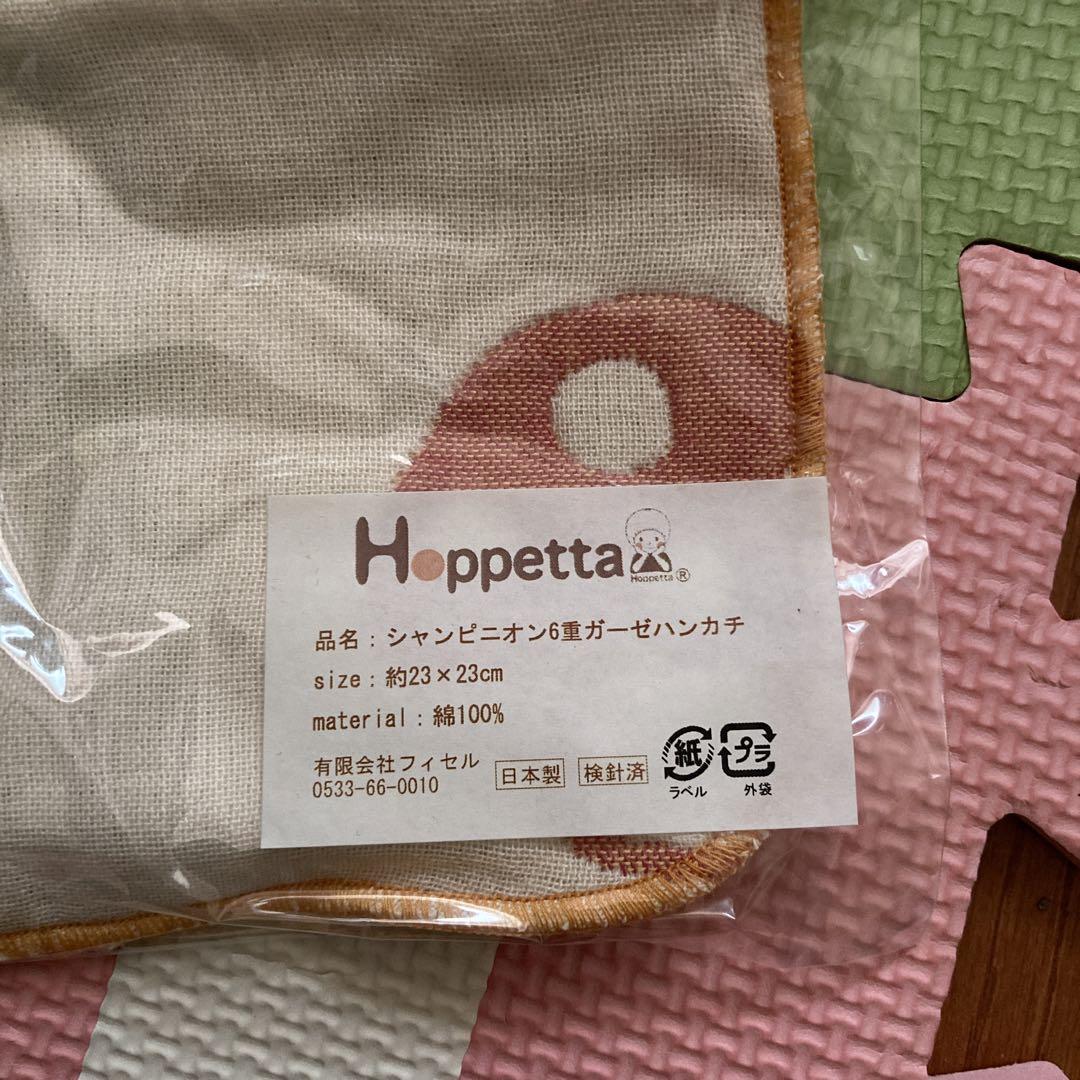 Hoppetta
Hoppetta ®
品名：シャンピニオン6重ガーゼハンカチ
size：約23×23cm
material：綿100%
有限会社フィセル
0533-66-0010
日本製 検針済
紙 プラ
ラベル 外袋